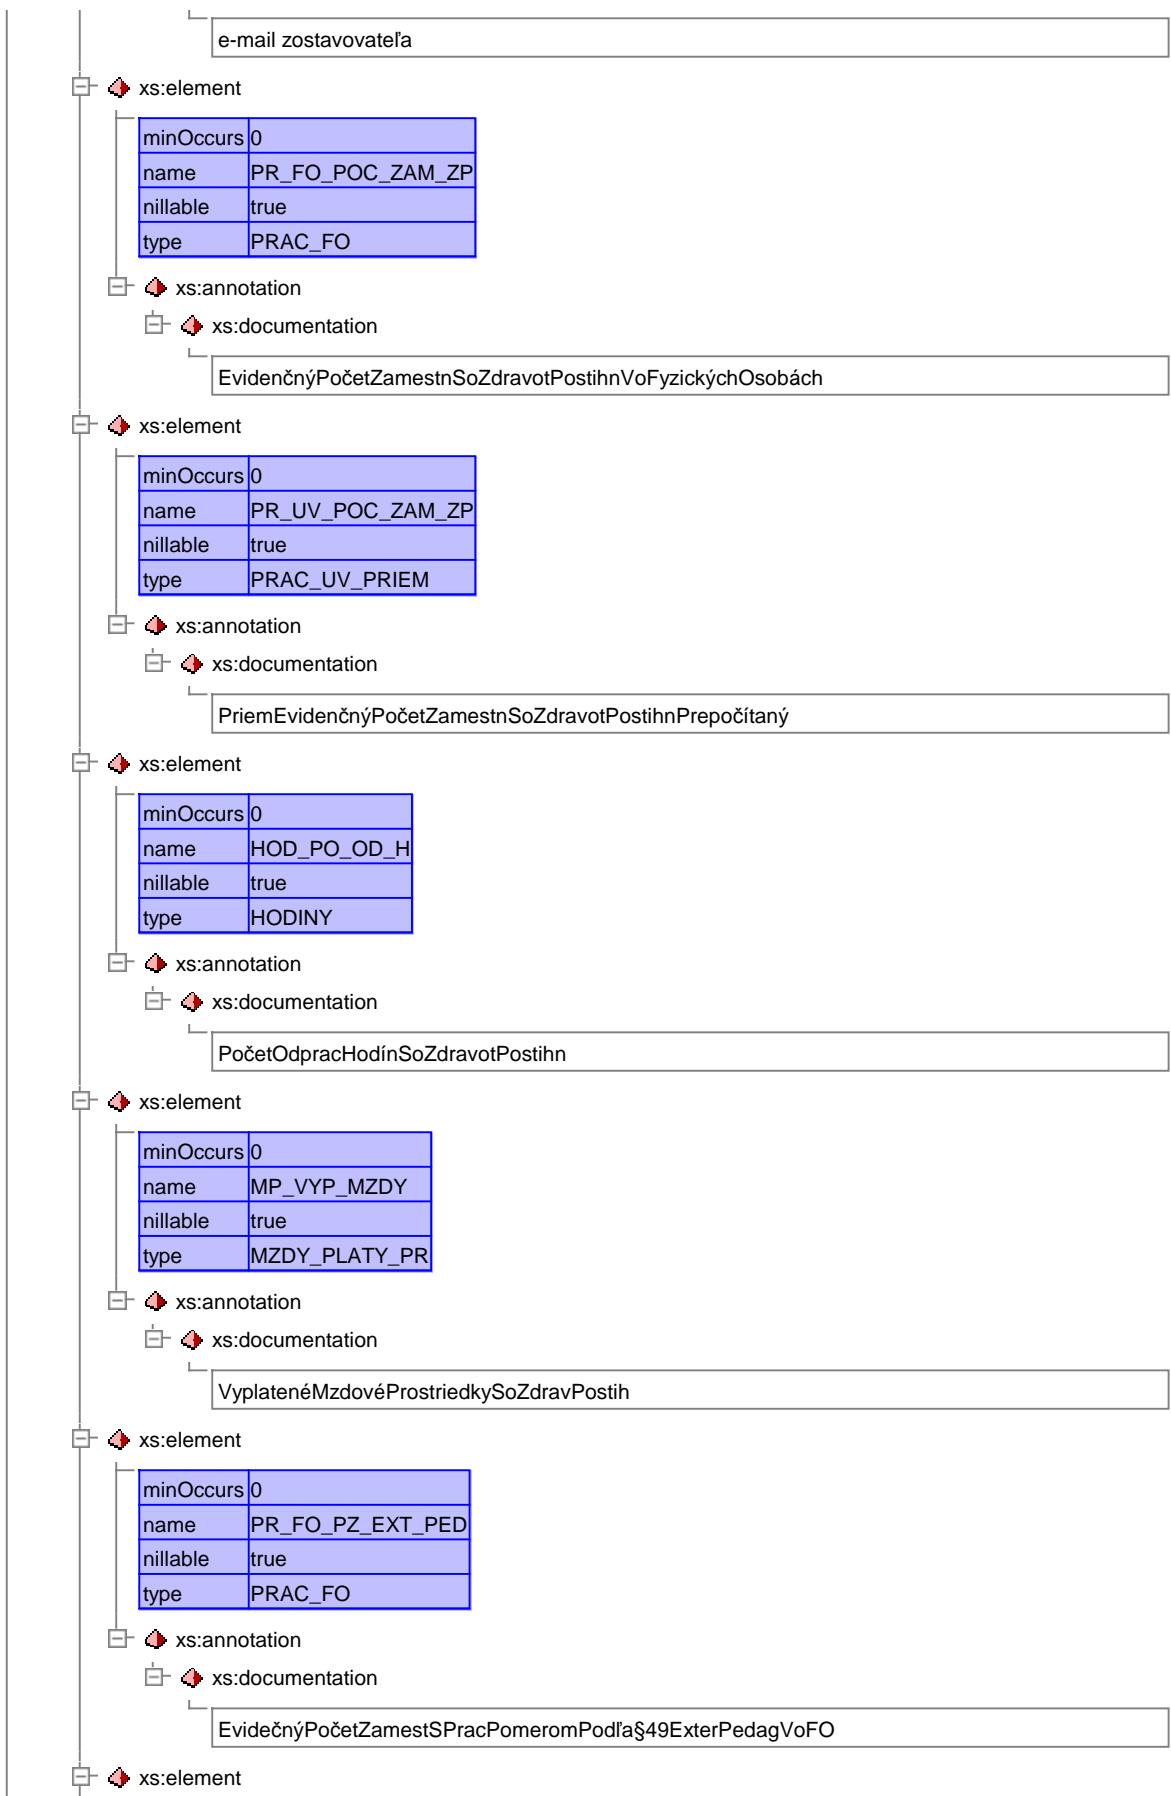 e-mail zostavovateľa
xs:element
minOccurs 0
name PR_FO_POC_ZAM_ZP
nillable true
type PRAC_FO
xs:annotation
xs:documentation
EvidenčnýPočetZamestnSoZdravotPostihnVoFyzickýchOsobách
xs:element
minOccurs 0
name PR_UV_POC_ZAM_ZP
nillable true
type PRAC_UV_PRIEM
xs:annotation
xs:documentation
PriemEvidenčnýPočetZamestnSoZdravotPostihnPrepočítaný
xs:element
minOccurs 0
name HOD_PO_OD_H
nillable true
type HODINY
xs:annotation
xs:documentation
PočetOdpracHodínSoZdravotPostihn
xs:element
minOccurs 0
name MP_VYP_MZDY
nillable true
type MZDY_PLATY_PR
xs:annotation
xs:documentation
VyplatenéMzdovéProstriedkySoZdravPostih
xs:element
minOccurs 0
name PR_FO_PZ_EXT_PED
nillable true
type PRAC_FO
xs:annotation
xs:documentation
EvidečnýPočetZamestSPracPomeromPodľa§49ExterPedagVoFO
xs:element